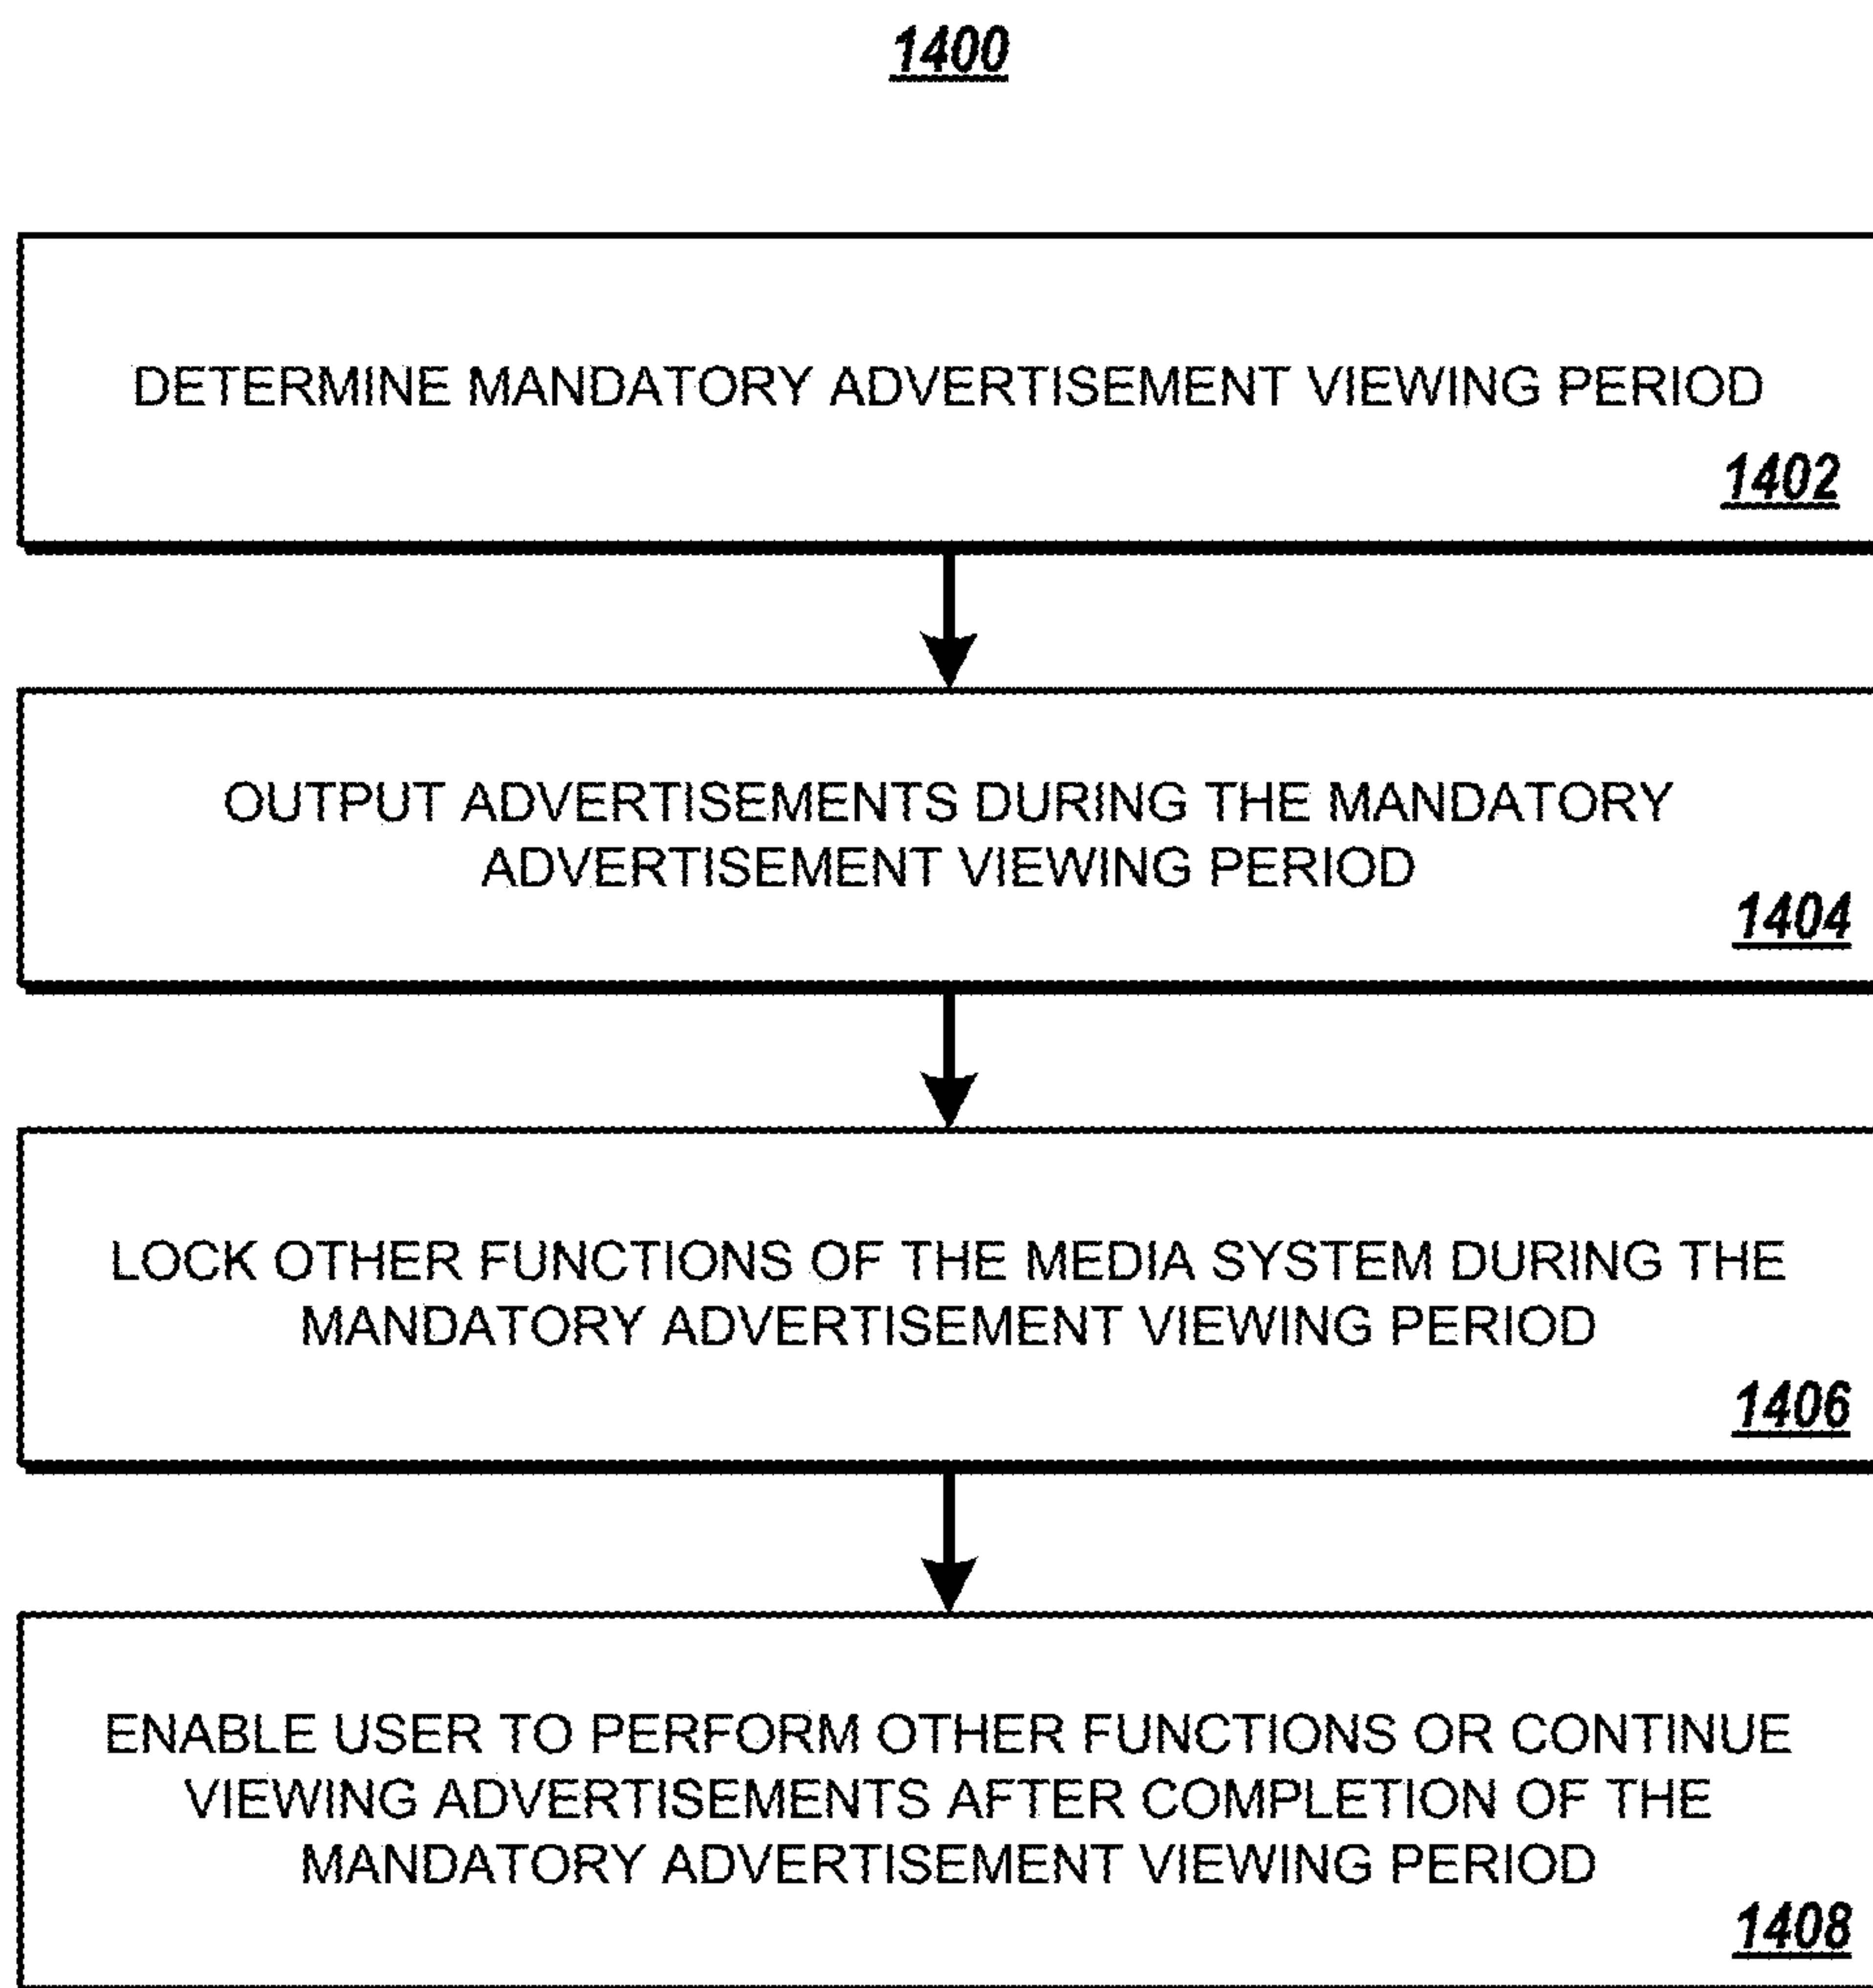 1400
DETERMINE MANDATORY ADVERTISEMENT VIEWING PERIOD
1402
OUTPUT ADVERTISEMENTS DURING THE MANDATORY
ADVERTISEMENT VIEWING PERIOD
1404
LOCK OTHER FUNCTIONS OF THE MEDIA SYSTEM DURING THE
MANDATORY ADVERTISEMENT VIEWING PERIOD
1406
ENABLE USER TO PERFORM OTHER FUNCTIONS OR CONTINUE
VIEWING ADVERTISEMENTS AFTER COMPLETION OF THE
MANDATORY ADVERTISEMENT VIEWING PERIOD
1408